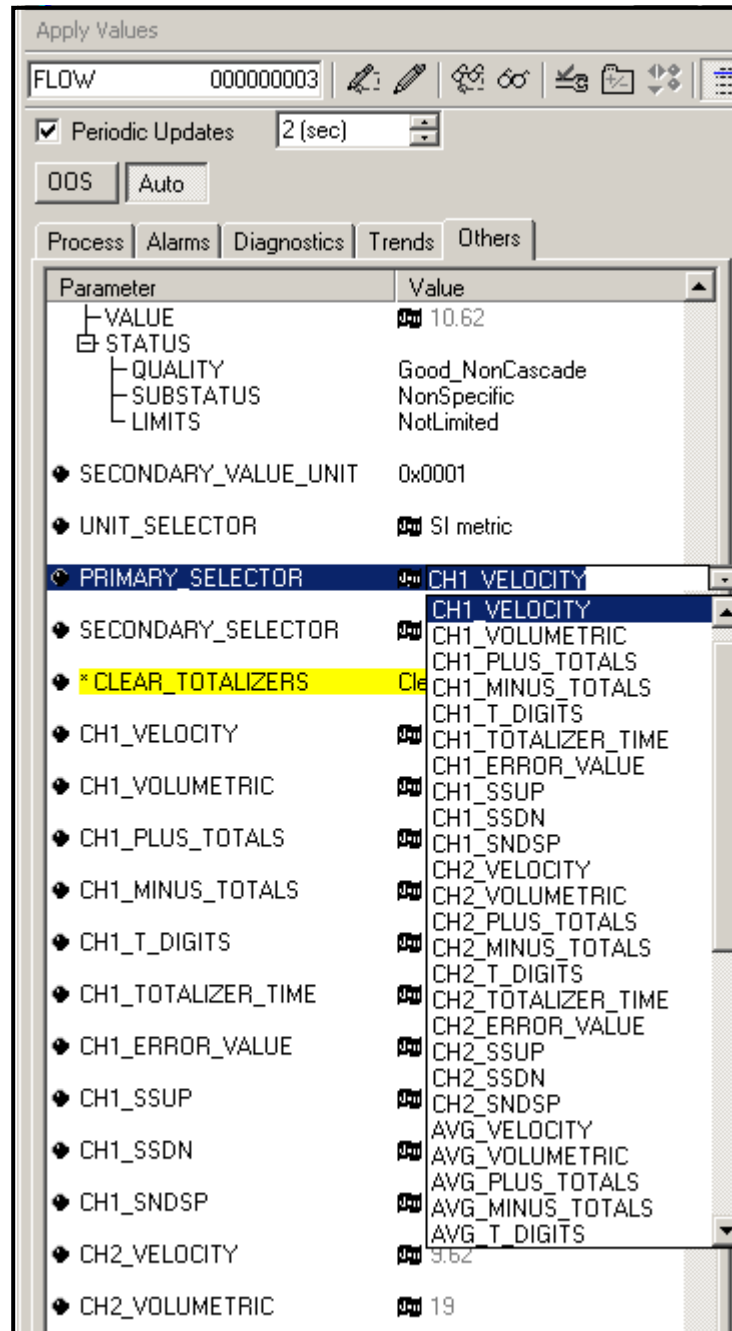 Apply Values
FLOW 000000003
Periodic Updates 2 (sec)
OOS Auto
Process Alarms Diagnostics Trends Others
Parameter Value
VALUE 10.62
STATUS
QUALITY Good_NonCascade
SUBSTATUS NonSpecific
LIMITS NotLimited
SECONDARY_VALUE_UNIT 0x0001
UNIT_SELECTOR SI metric
PRIMARY_SELECTOR CH1_VELOCITY
SECONDARY_SELECTOR
* CLEAR_TOTALIZERS Cle
CH1_VELOCITY
CH1_VOLUMETRIC
CH1_PLUS_TOTALS
CH1_MINUS_TOTALS
CH1_T_DIGITS
CH1_TOTALIZER_TIME
CH1_ERROR_VALUE
CH1_SSUP
CH1_SSDN
CH1_SNDSP
CH2_VELOCITY 9.62
CH2_VOLUMETRIC 19
CH1_VELOCITY
CH1_VOLUMETRIC
CH1_PLUS_TOTALS
CH1_MINUS_TOTALS
CH1_T_DIGITS
CH1_TOTALIZER_TIME
CH1_ERROR_VALUE
CH1_SSUP
CH1_SSDN
CH1_SNDSP
CH2_VELOCITY
CH2_VOLUMETRIC
CH2_PLUS_TOTALS
CH2_MINUS_TOTALS
CH2_T_DIGITS
CH2_TOTALIZER_TIME
CH2_ERROR_VALUE
CH2_SSUP
CH2_SSDN
CH2_SNDSP
AVG_VELOCITY
AVG_VOLUMETRIC
AVG_PLUS_TOTALS
AVG_MINUS_TOTALS
AVG_T_DIGITS